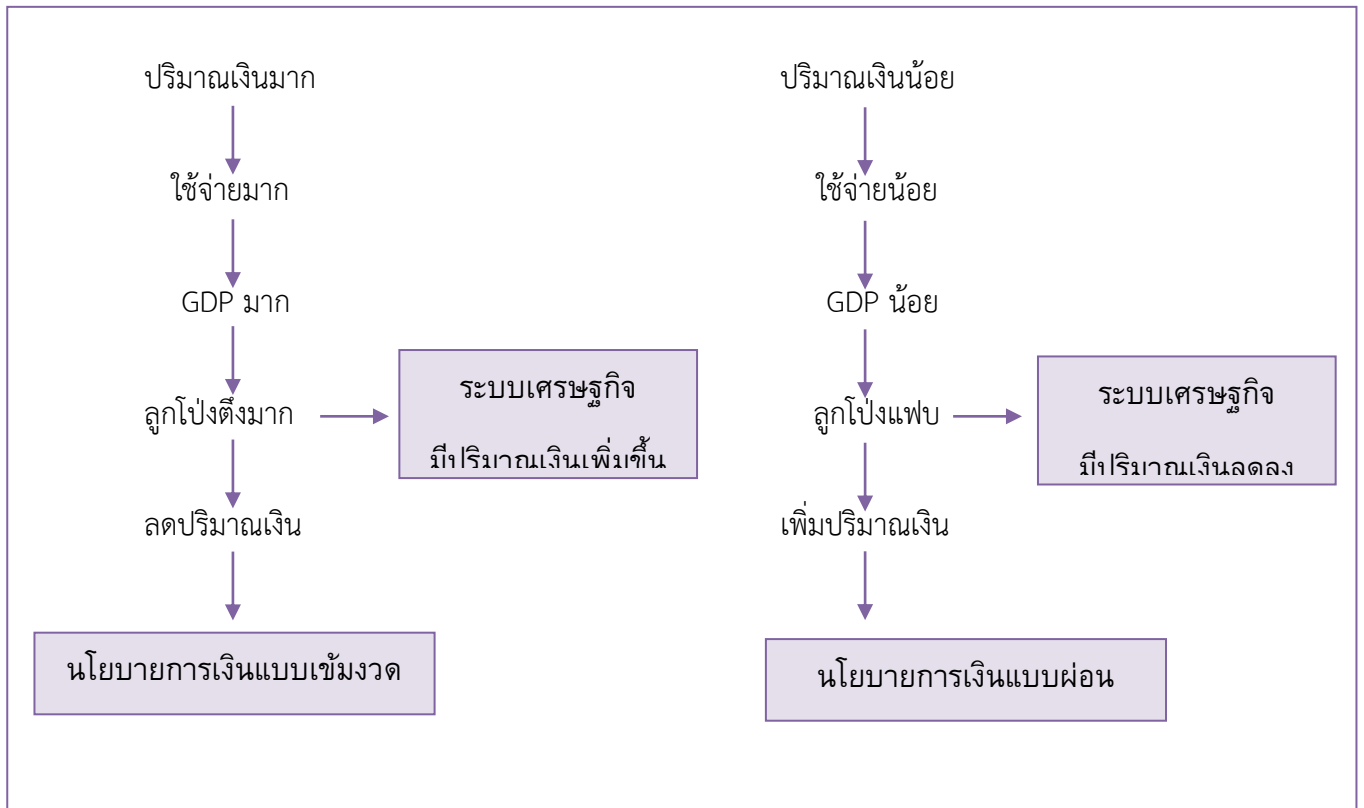 ปริมาณเงินมาก
ใช้จ่ายมาก
GDP มาก
ลูกโป่งตึงมาก
ระบบเศรษฐกิจ
มีปริมาณเงินเพิ่มขึ้น
ลดปริมาณเงิน
นโยบายการเงินแบบเข้มงวด
ปริมาณเงินน้อย
ใช้จ่ายน้อย
GDP น้อย
ลูกโป่งแฟบ
ระบบเศรษฐกิจ
มีปริมาณเงินลดลง
เพิ่มปริมาณเงิน
นโยบายการเงินแบบผ่อน